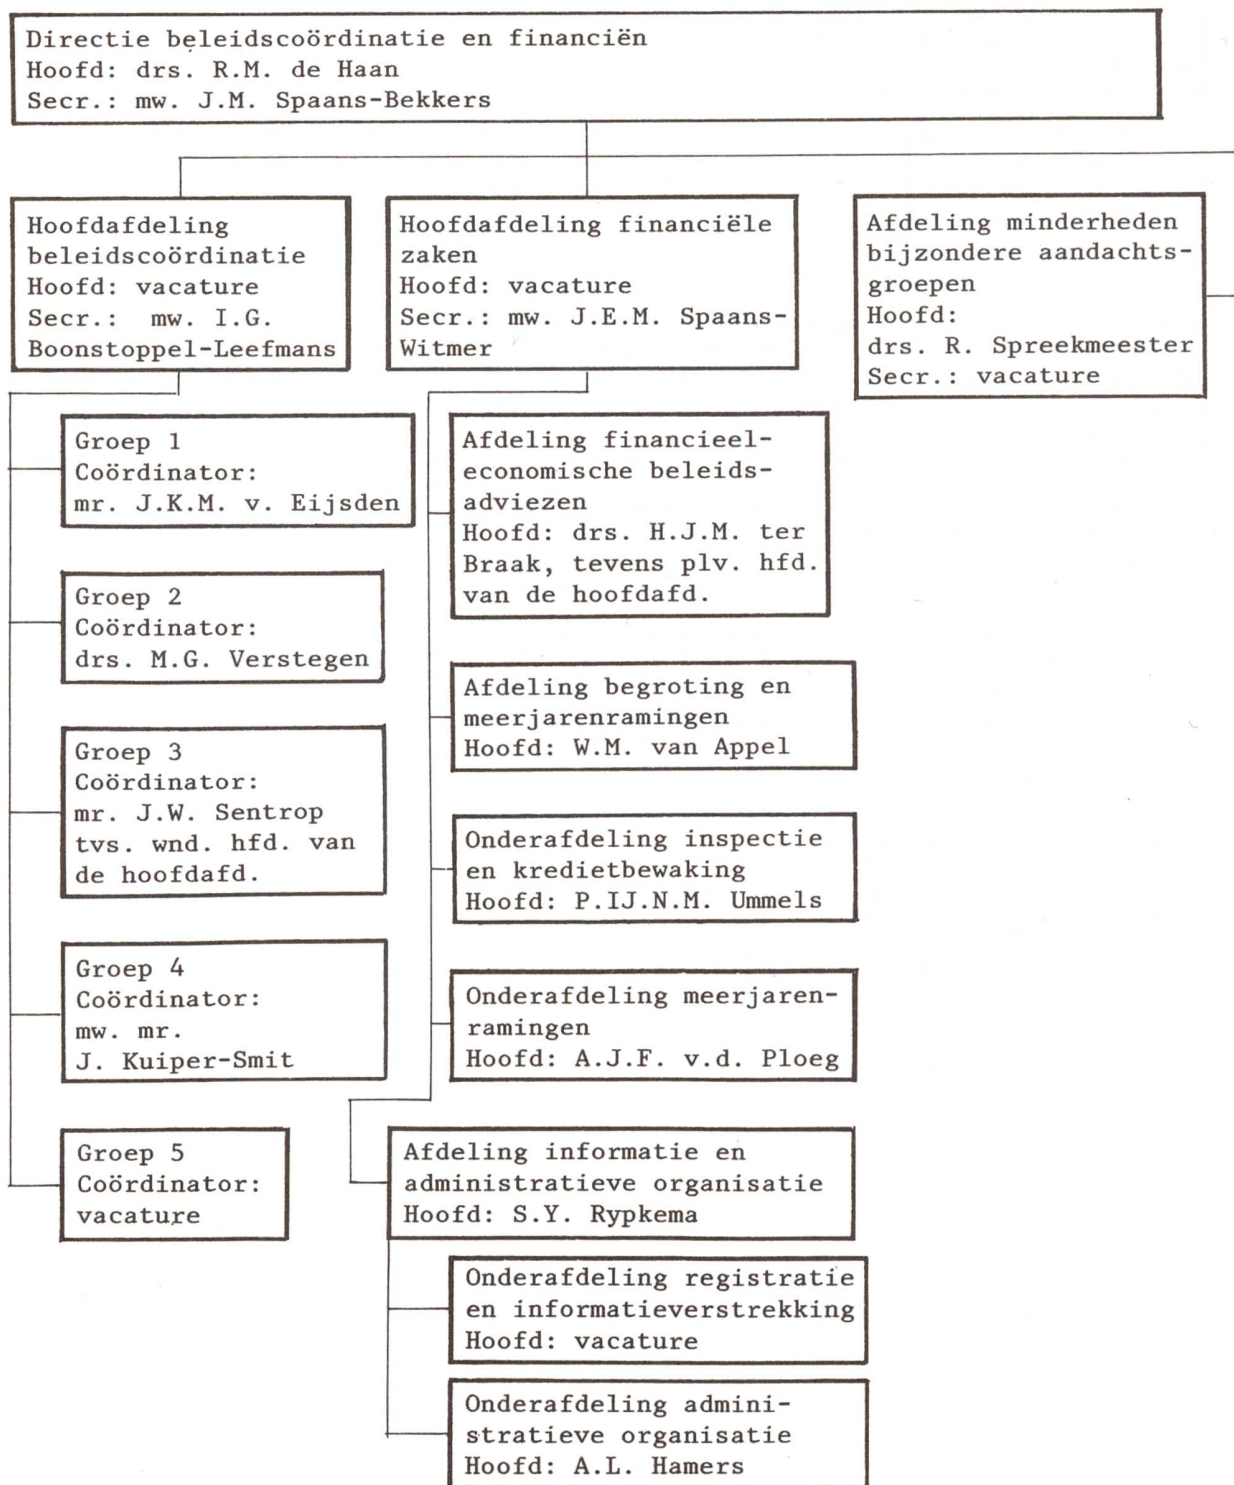 Directie beleidscoördinatie en financiën
Hoofd: drs. R.M. de Haan
Secr.: mw. J.M. Spaans-Bekkers
Hoofdafdeling
beleidscoördinatie
Hoofd: vacature
Secr.: mw. I.G.
Boonstoppel-Leefmans
Groep 1
Coördinator:
mr. J.K.M. v. Eijsden
Groep 2
Coördinator:
drs. M.G. Verstegen
Groep 3
Coördinator:
mr. J.W. Sentrop
tvs. wnd. hfd. van
de hoofdafd.
Groep 4
Coördinator:
mw. mr.
J. Kuiper-Smit
Groep 5
Coördinator:
vacature
Hoofdafdeling financiële
zaken
Hoofd: vacature
Secr.: mw. J.E.M. Spaans-
Witmer
Afdeling financieel-
economische beleids-
adviezen
Hoofd: drs. H.J.M. ter
Braak, tevens plv. hfd.
van de hoofdafd.
Afdeling begroting en
meerjarenramingen
Hoofd: W.M. van Appel
Onderafdeling inspectie
en kredietbewaking
Hoofd: P.IJ.N.M. Ummels
Onderafdeling meerjaren-
ramingen
Hoofd: A.J.F. v.d. Ploeg
Afdeling informatie en
administratieve organisatie
Hoofd: S.Y. Rypkema
Onderafdeling registratie
en informatieverstrekking
Hoofd: vacature
Onderafdeling admini-
stratieve organisatie
Hoofd: A.L. Hamers
Afdeling minderheden
bijzondere aandachts-
groepen
Hoofd:
drs. R. Spreekmeester
Secr.: vacature